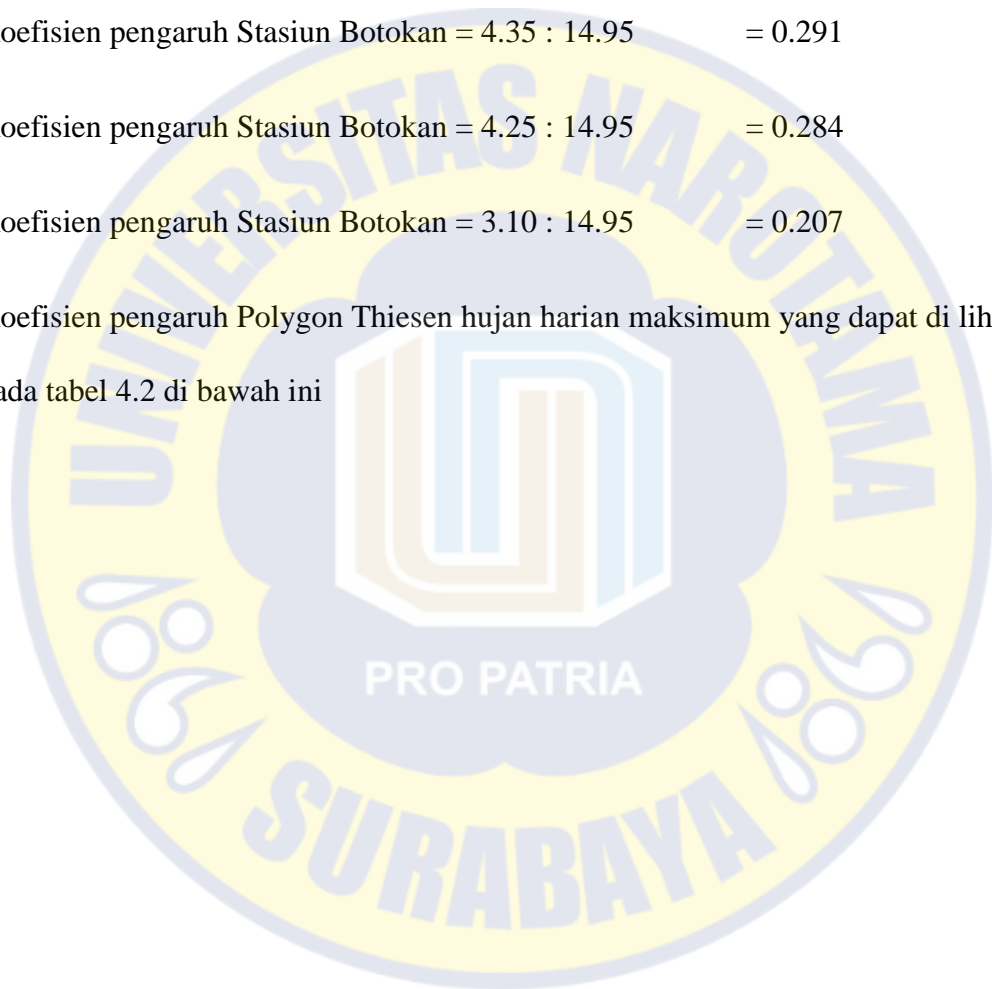 oefisien pengaruh Stasiun Botokan = 4.35 : 14.95 = 0.291
oefisien pengaruh Stasiun Botokan = 4.25 : 14.95 = 0.284
oefisien pengaruh Stasiun Botokan = 3.10 : 14.95 = 0.207
oefisien pengaruh Polygon Thiesen hujan harian maksimum yang dapat di lih
ada tabel 4.2 di bawah ini
UNIVERSITAS NAROTAMA
PRO PATRIA
SURABAYA